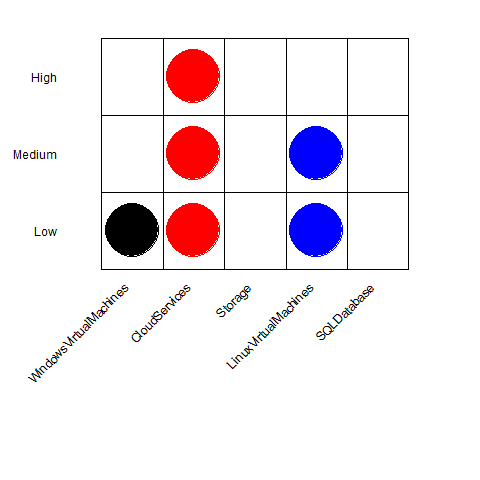 High
Medium
Low
WindowsVirtualMachines
CloudServices
Storage
LinuxVirtualMachines
SQLDatabase